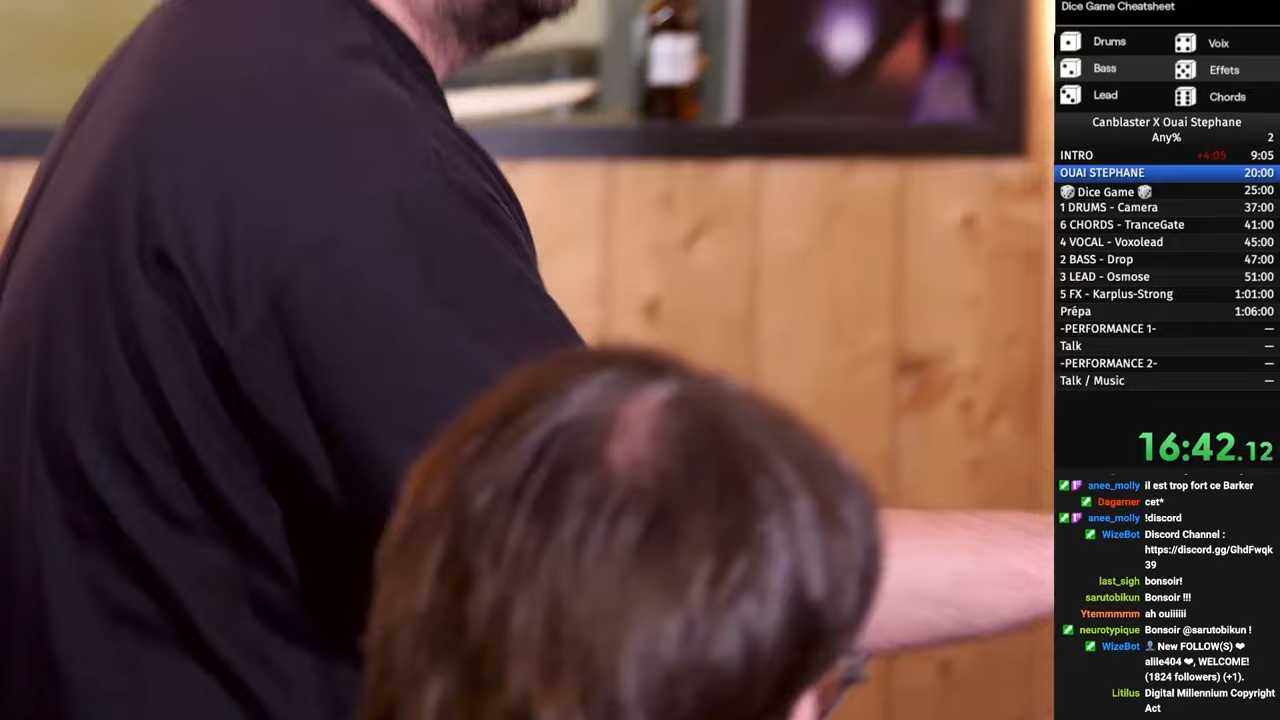 Dice Game Cheatsheet
Drums Voix
Bass Effets
Lead Chords
Canblaster X Ouai Stephane
Any% 2
INTRO +4:05 9:05
OUAI STEPHANE 20:00
🎲 Dice Game 🎲 25:00
1 DRUMS - Camera 37:00
6 CHORDS - TranceGate 41:00
4 VOCAL - Voxolead 45:00
2 BASS - Drop 47:00
3 LEAD - Osmose 51:00
5 FX - Karplus-Strong 1:01:00
Prépa 1:06:00
-PERFORMANCE 1- —
Talk —
-PERFORMANCE 2- —
Talk / Music —
16:42.12
anee_molly il est trop fort ce Barker
Dagarner cet*
anee_molly !discord
WizeBot Discord Channel :
https://discord.gg/GhdFwqk
39
last_sigh bonsoir!
sarutobikun Bonsoir !!!
Ytemmmmm ah ouiiiiii
neurotypique Bonsoir @sarutobikun !
WizeBot 👤 New FOLLOW(S) ❤
alile404 ❤, WELCOME!
(1824 followers) (+1).
Litilus Digital Millennium Copyright
Act